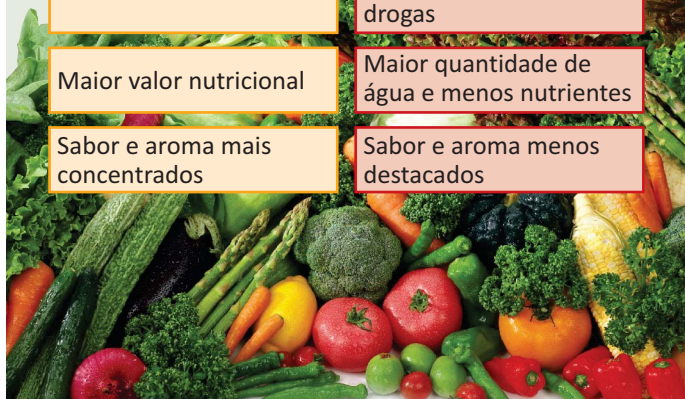 drogas
Maior valor nutricional
Maior quantidade de
água e menos nutrientes
Sabor e aroma mais
concentrados
Sabor e aroma menos
destacados